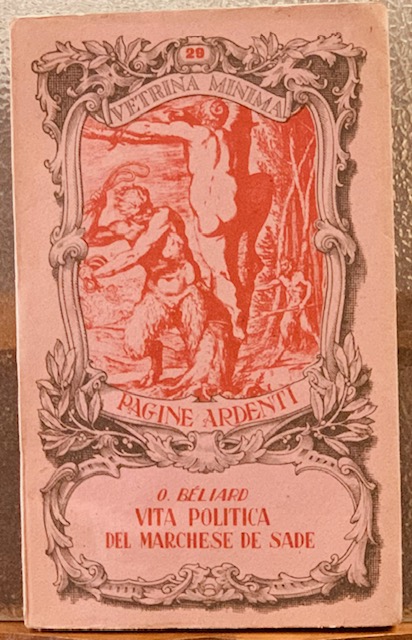 29
VETRINA MINIMA
PAGINE ARDENTI
O. BÉLIARD
VITA POLITICA
DEL MARCHESE DE SADE